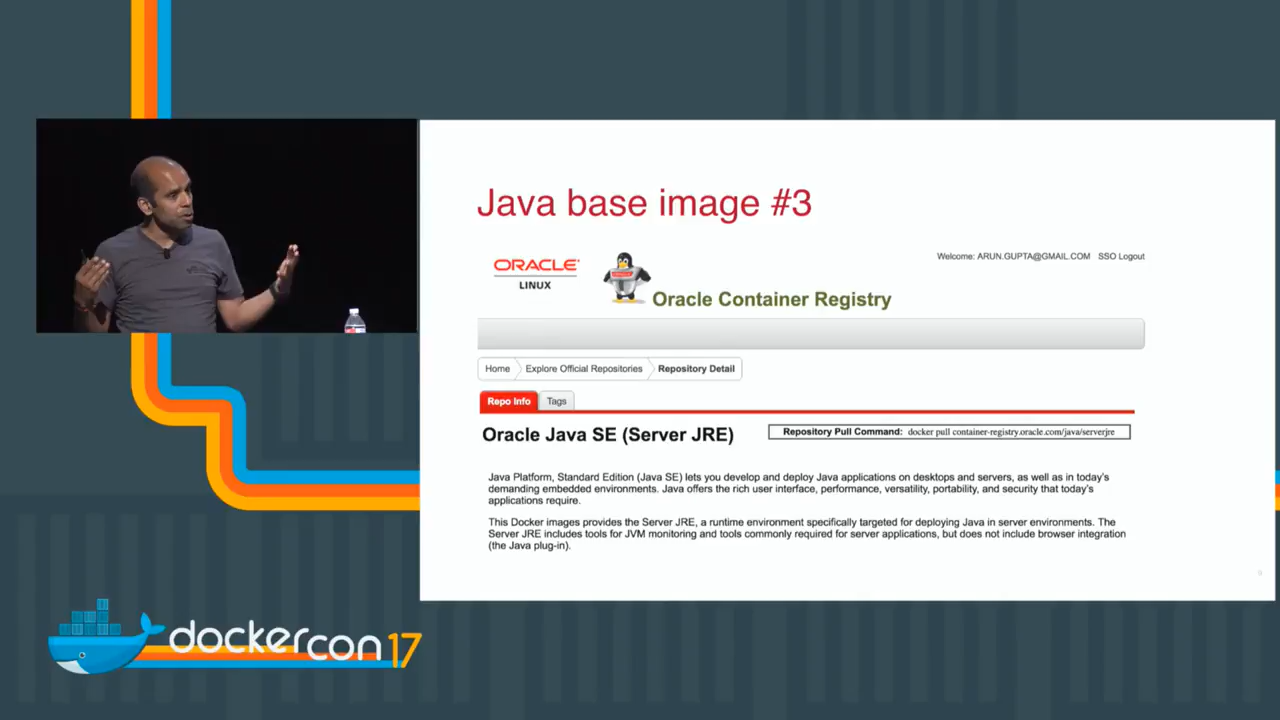 Java base image #3
ORACLE
LINUX
ORACLE
Oracle Container Registry
Welcome: ARUN.GUPTA@GMAIL.COM SSO Logout
Home Explore Official Repositories Repository Detail
Repo Info Tags
Oracle Java SE (Server JRE)
Repository Pull Command: docker pull container-registry.oracle.com/java/serverjre
Java Platform, Standard Edition (Java SE) lets you develop and deploy Java applications on desktops and servers, as well as in today's
demanding embedded environments. Java offers the rich user interface, performance, versatility, portability, and security that today's
applications require.
This Docker images provides the Server JRE, a runtime environment specifically targeted for deploying Java in server environments. The
Server JRE includes tools for JVM monitoring and tools commonly required for server applications, but does not include browser integration
(the Java plug-in).
dockercon 17